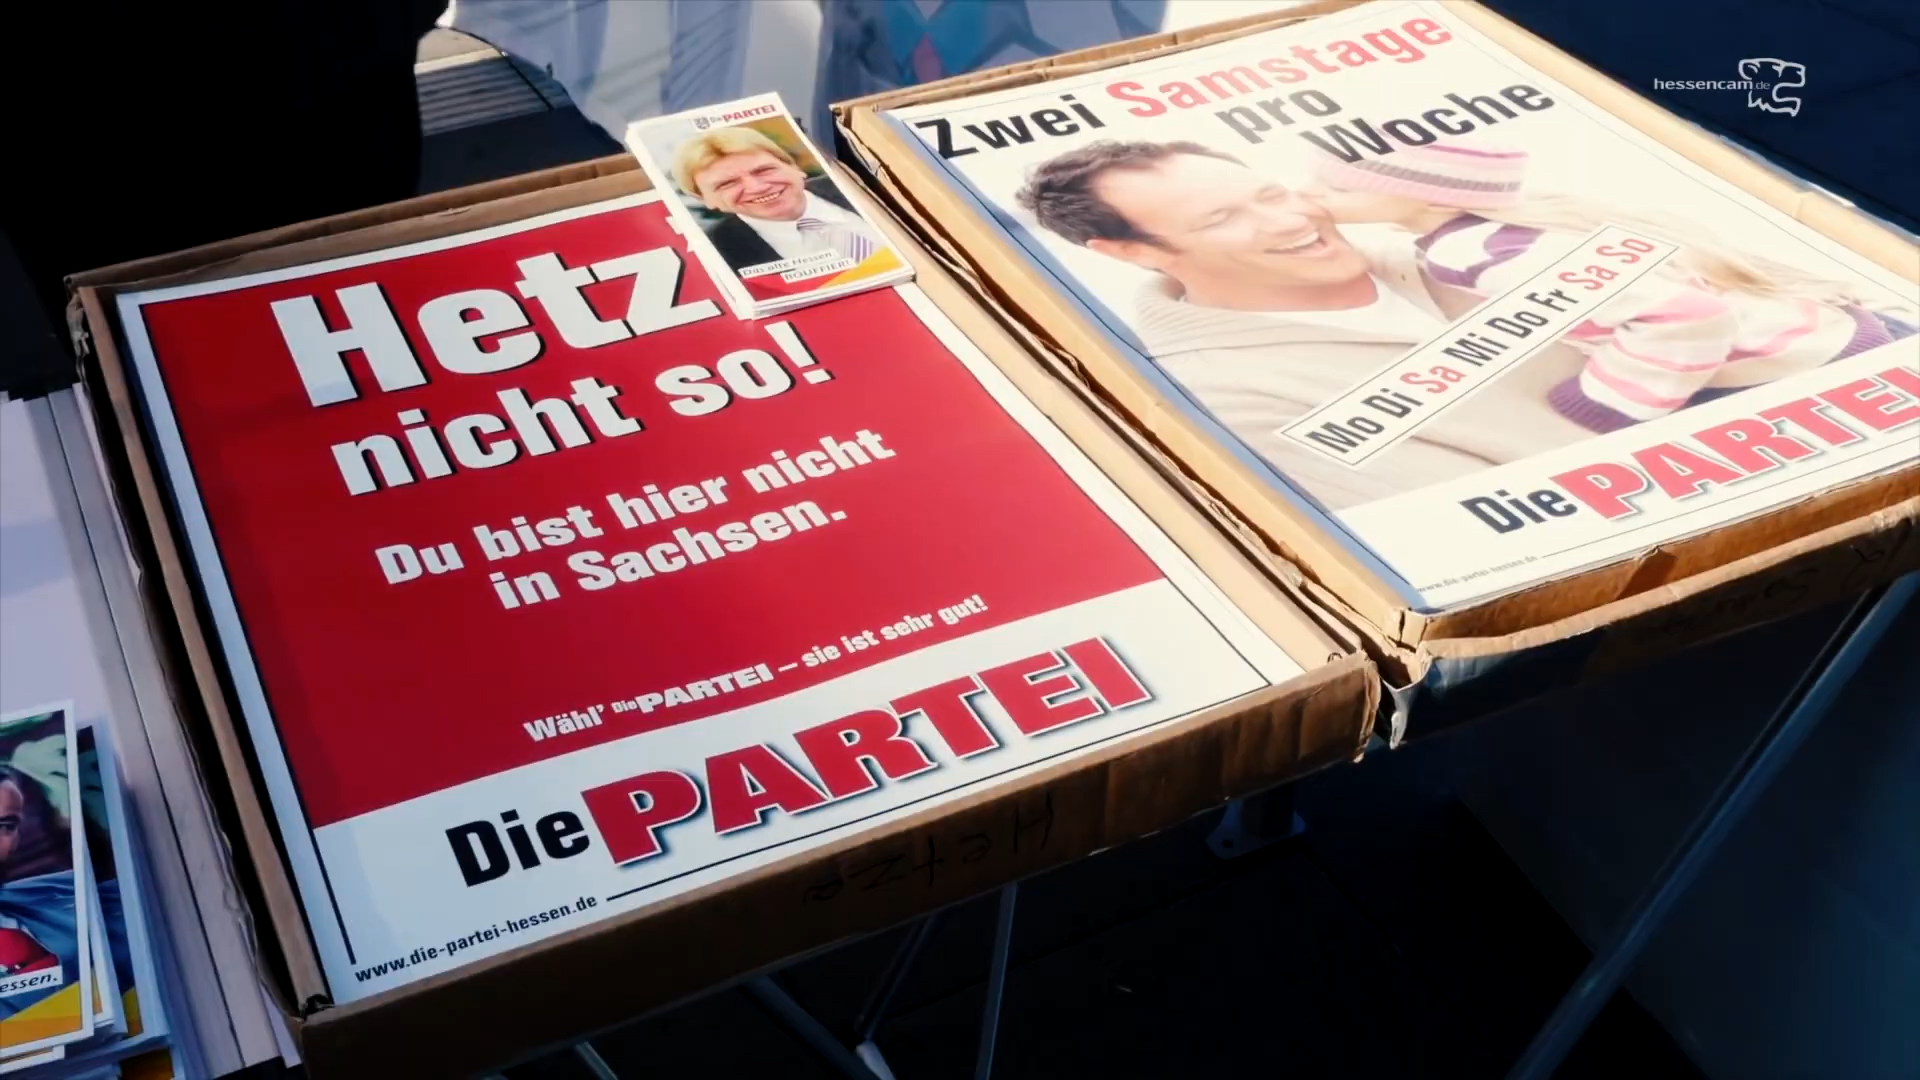 hessencam.de
Die PARTEI
Das alte Hessen.
BOUFFIER!
Hetz'
nicht so!
Du bist hier nicht
in Sachsen.
Wähl' Die PARTEI – sie ist sehr gut!
Die PARTEI
www.die-partei-hessen.de
Hetze
Zwei Samstage
pro
Woche
Mo Di Sa Mi Do Fr Sa So
Die PARTEI
www.die-partei-hessen.de
essen.